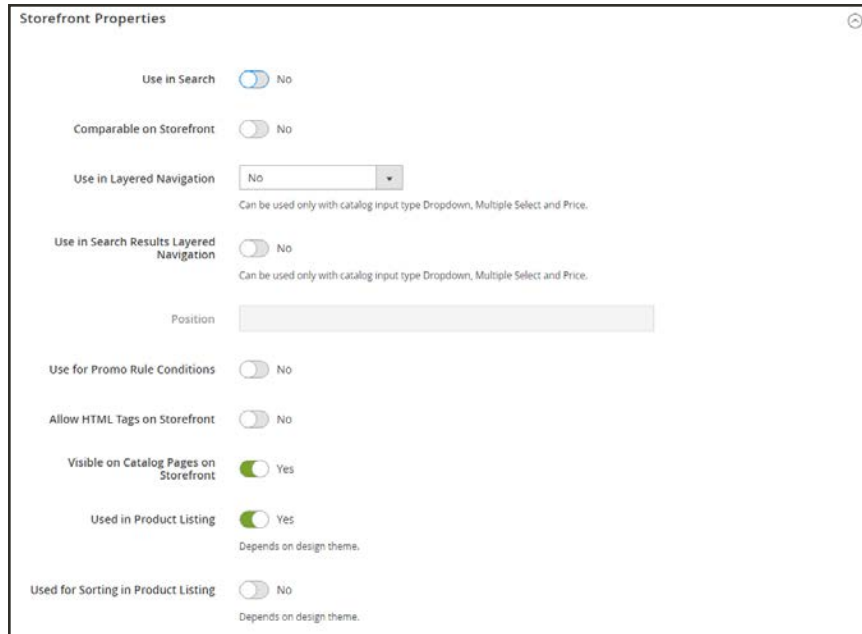 Storefront Properties
Use in Search No
Comparable on Storefront No
Use in Layered Navigation No
Can be used only with catalog input type Dropdown, Multiple Select and Price.
Use in Search Results Layered
Navigation No
Can be used only with catalog input type Dropdown, Multiple Select and Price.
Position
Use for Promo Rule Conditions No
Allow HTML Tags on Storefront No
Visible on Catalog Pages on
Storefront Yes
Used in Product Listing Yes
Depends on design theme.
Used for Sorting in Product Listing No
Depends on design theme.